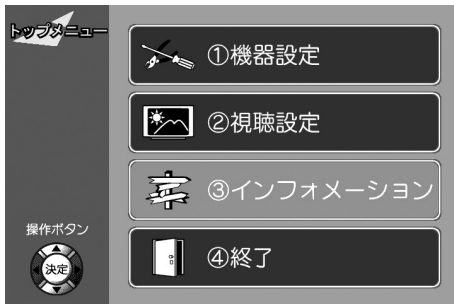 トップメニュー
①機器設定
②視聴設定
③インフォメーション
④終了
操作ボタン
決定